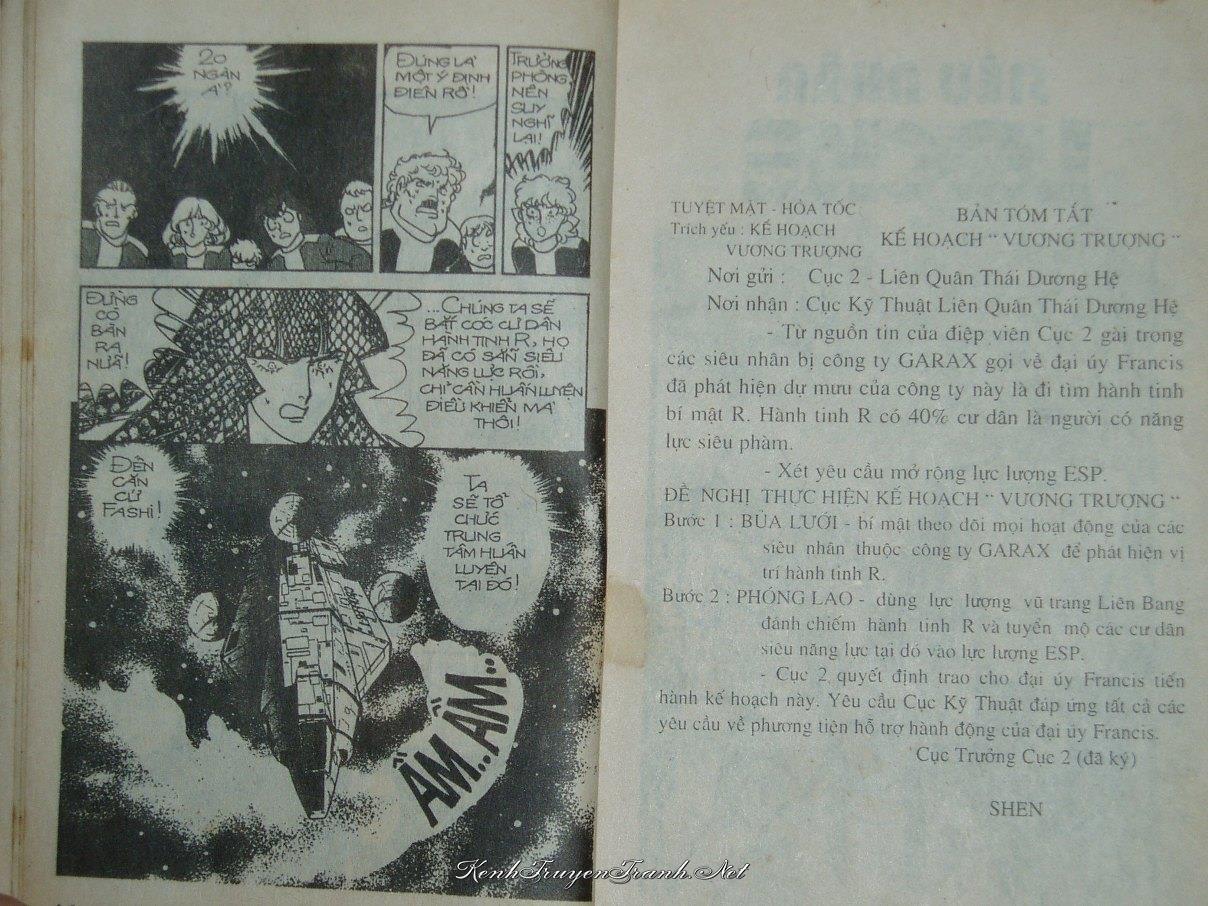 20
NGÀN
À?
ĐÚNG LÀ
MỘT Ý ĐỊNH
ĐIÊN RỒ!
TRƯỞNG
PHÒNG,
NÊN
SUY
NGHĨ
LẠI!
ĐỪNG
CÓ
BÀN
RA
NỮA!
...CHÚNG TA SẼ
BẮT CÓC CƯ DÂN
HÀNH TINH R, HỌ
ĐÃ CÓ SẴN SIÊU
NĂNG LỰC RỒI,
CHỈ CẦN HUẤN LUYỆN
ĐIỀU KHIỂN MÀ
THÔI!
ĐẾN
CĂN
CỨ
FASHI!
TA
SẼ TỔ
CHỨC
TRUNG
TÂM HUẤN
LUYỆN
TẠI ĐÓ!
ẦM...ẦM...
TUYỆT MẬT - HỎA TỐC
Trích yếu : KẾ HOẠCH
VƯƠNG TRƯỢNG
BẢN TÓM TẮT
KẾ HOẠCH " VƯƠNG TRƯỢNG "
Nơi gửi : Cục 2 - Liên Quân Thái Dương Hệ
Nơi nhận : Cục Kỹ Thuật Liên Quân Thái Dương Hệ
- Từ nguồn tin của điệp viên Cục 2 gài trong
các siêu nhân bị công ty GARAX gọi về đại úy Francis
đã phát hiện dự mưu của công ty này là đi tìm hành tinh
bí mật R. Hành tinh R có 40% cư dân là người có năng
lực siêu phàm.
- Xét yêu cầu mở rộng lực lượng ESP.
ĐỀ NGHỊ THỰC HIỆN KẾ HOẠCH " VƯƠNG TRƯỢNG "
Bước 1 : BỦA LƯỚI - bí mật theo dõi mọi hoạt động của các
siêu nhân thuộc công ty GARAX để phát hiện vị
trí hành tinh R.
Bước 2 : PHÓNG LAO - dùng lực lượng vũ trang Liên Bang
đánh chiếm hành tinh R và tuyển mộ các cư dân
siêu năng lực tại đó vào lực lượng ESP.
- Cục 2 quyết định trao cho đại úy Francis tiến
hành kế hoạch này. Yêu cầu Cục Kỹ Thuật đáp ứng tất cả các
yêu cầu về phương tiện hỗ trợ hành động của đại úy Francis.
Cục Trưởng Cục 2 (đã ký)
SHEN
KenhTruyenTranh.Net